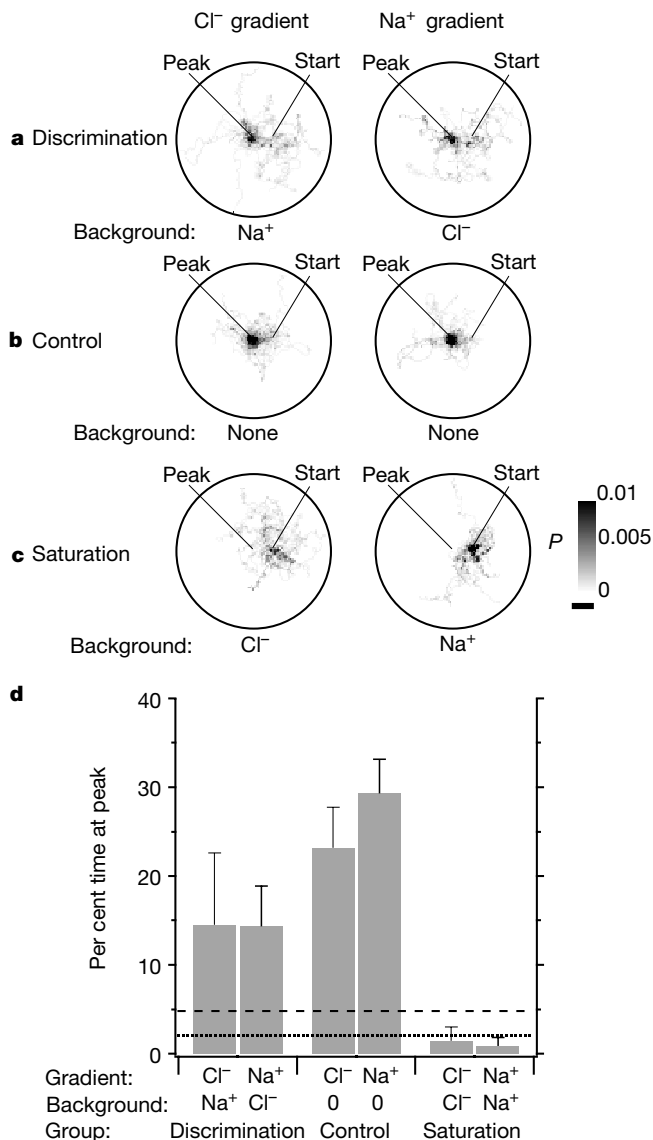 Cl⁻ gradient Na⁺ gradient
Peak Start Peak Start
a Discrimination
Background: Na⁺ Cl⁻
Peak Start Peak Start
b Control
Background: None None
Peak Start Peak Start
c Saturation
P 0.01
0.005
0
Background: Cl⁻ Na⁺
d
40
30
20
10
0
Per cent time at peak
Gradient: Cl⁻ Na⁺ Cl⁻ Na⁺ Cl⁻ Na⁺
Background: Na⁺ Cl⁻ 0 0 Cl⁻ Na⁺
Group: Discrimination Control Saturation